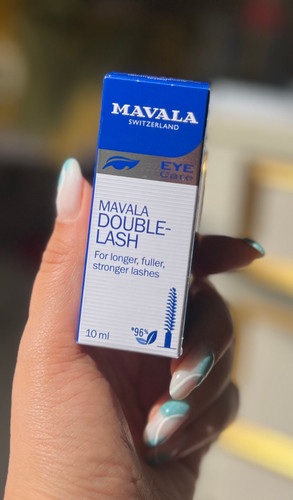 MAVALA
SWITZERLAND
EYE
Care
MAVALA
DOUBLE-
LASH
For longer, fuller,
stronger lashes
10 ml
*96%